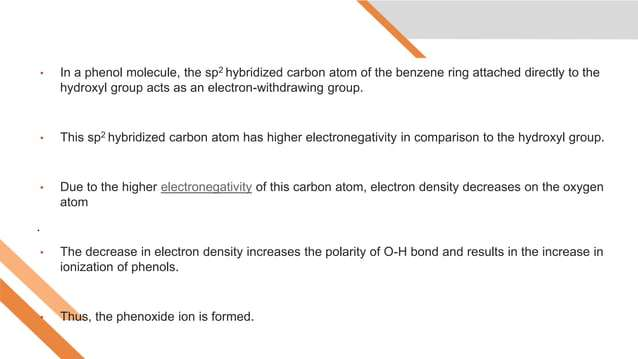 • In a phenol molecule, the sp² hybridized carbon atom of the benzene ring attached directly to the
hydroxyl group acts as an electron-withdrawing group.
• This sp² hybridized carbon atom has higher electronegativity in comparison to the hydroxyl group.
• Due to the higher electronegativity of this carbon atom, electron density decreases on the oxygen
atom
.
• The decrease in electron density increases the polarity of O-H bond and results in the increase in
ionization of phenols.
• Thus, the phenoxide ion is formed.